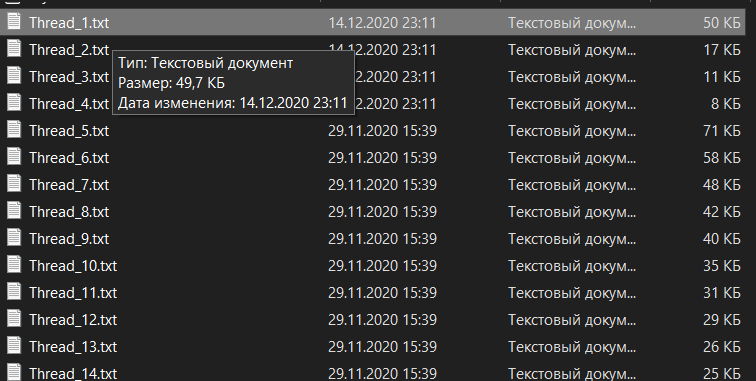 Thread_1.txt 14.12.2020 23:11 Текстовый докум... 50 КБ
Thread_2.txt 14.12.2020 23:11 Текстовый докум... 17 КБ
Тип: Текстовый документ
Thread_3.txt 23:11 Текстовый докум... 11 КБ
Размер: 49,7 КБ
Thread_4.txt 23:11 Текстовый докум... 8 КБ
Дата изменения: 14.12.2020 23:11
Thread_5.txt 29.11.2020 15:39 Текстовый докум... 71 КБ
Thread_6.txt 29.11.2020 15:39 Текстовый докум... 58 КБ
Thread_7.txt 29.11.2020 15:39 Текстовый докум... 48 КБ
Thread_8.txt 29.11.2020 15:39 Текстовый докум... 42 КБ
Thread_9.txt 29.11.2020 15:39 Текстовый докум... 40 КБ
Thread_10.txt 29.11.2020 15:39 Текстовый докум... 35 КБ
Thread_11.txt 29.11.2020 15:39 Текстовый докум... 31 КБ
Thread_12.txt 29.11.2020 15:39 Текстовый докум... 29 КБ
Thread_13.txt 29.11.2020 15:39 Текстовый докум... 26 КБ
Thread_14.txt 29.11.2020 15:39 Текстовый докум... 25 КБ